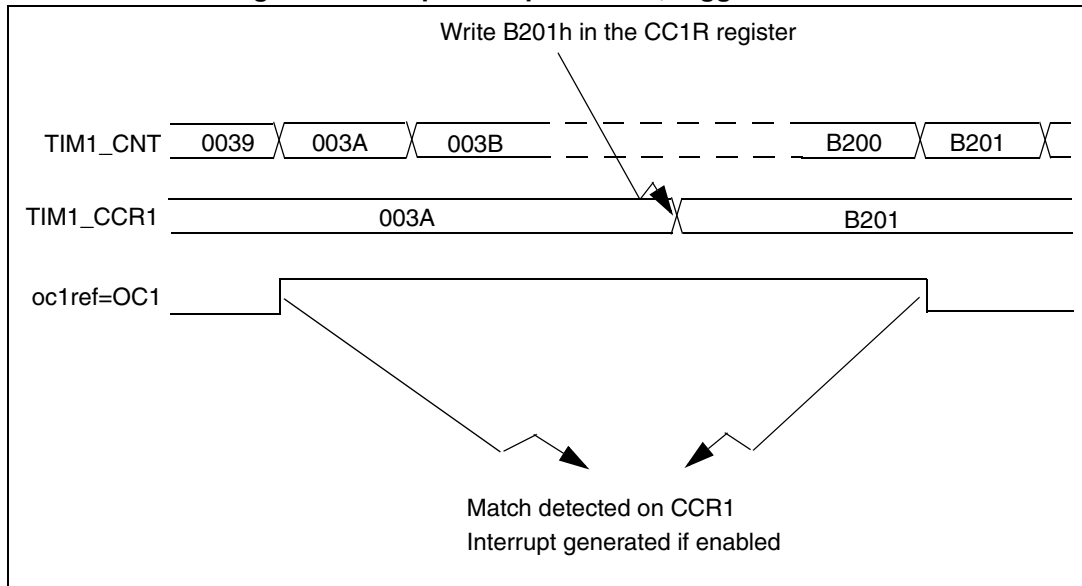 Write B201h in the CC1R register
TIM1_CNT 0039 003A 003B B200 B201
TIM1_CCR1 003A B201
oc1ref=OC1
Match detected on CCR1
Interrupt generated if enabled